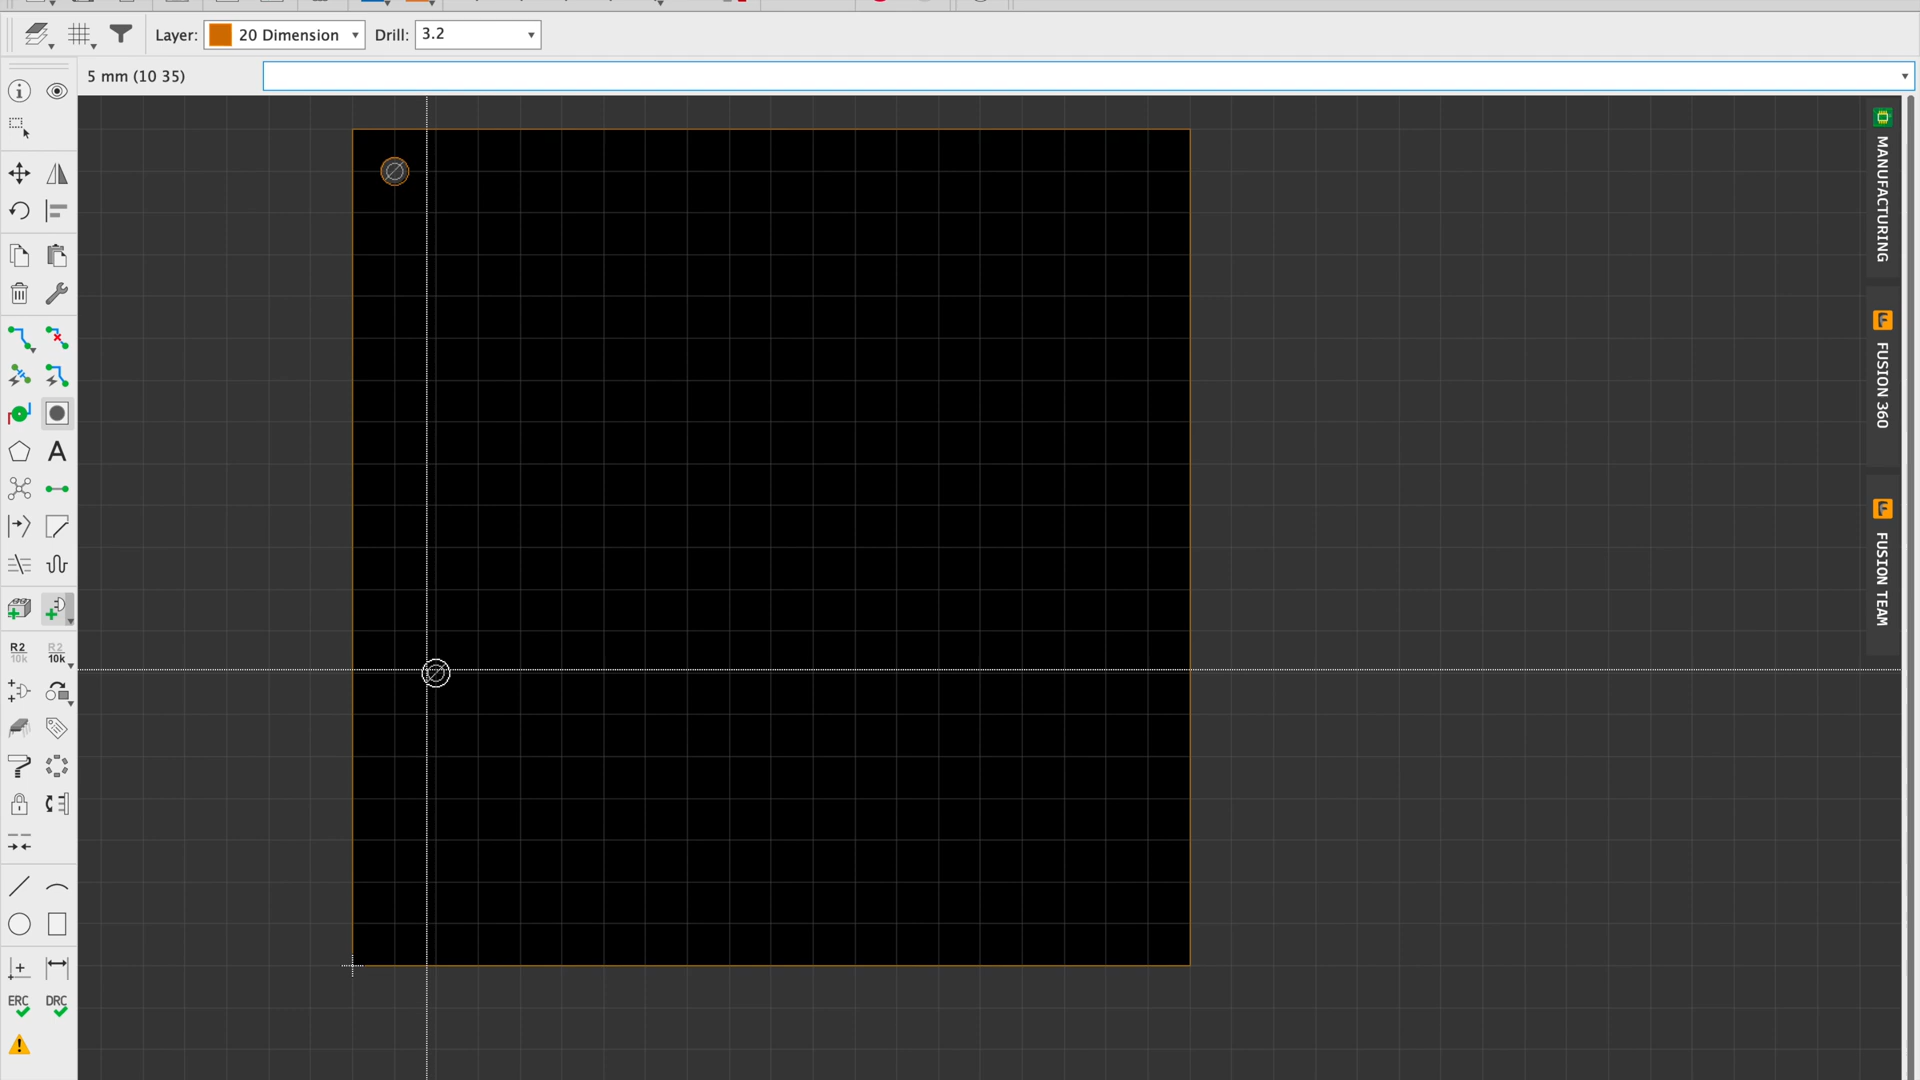 Layer: 20 Dimension Drill: 3.2
5 mm (10 35)
MANUFACTURING
FUSION 360
FUSION TEAM
A
R2
10k
R2
10k
ERC DRC